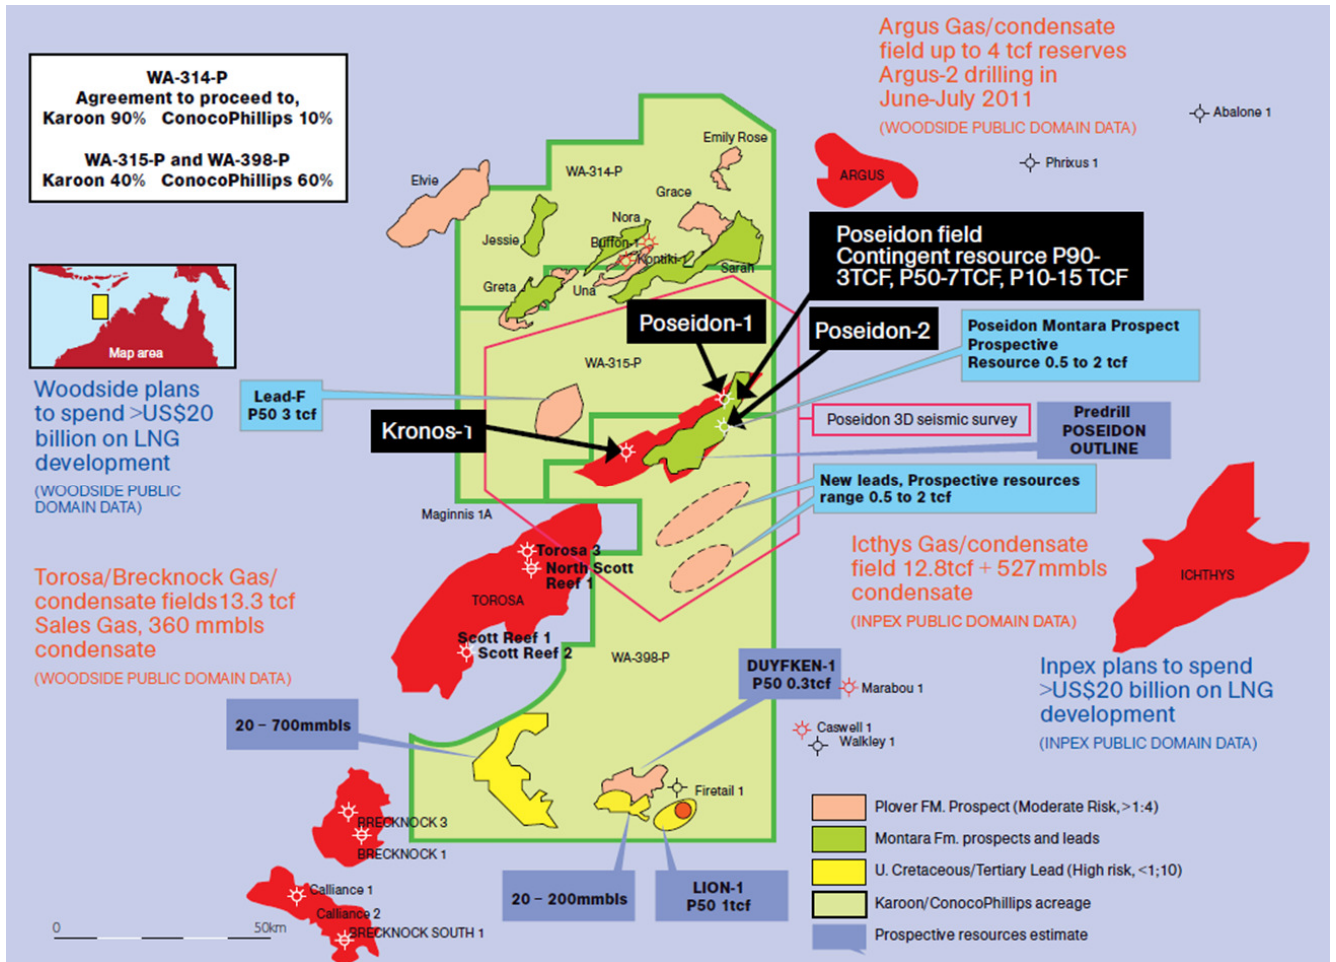 WA-314-P
Agreement to proceed to,
Karoon 90% ConocoPhillips 10%
WA-315-P and WA-398-P
Karoon 40% ConocoPhillips 60%
Argus Gas/condensate
field up to 4 tcf reserves
Argus-2 drilling in
June-July 2011
(WOODSIDE PUBLIC DOMAIN DATA)
Abalone 1
Phrixus 1
ARGUS
Emily Rose
WA-314-P
Elvie
Grace
Nora
Jessie
Buffon-1
Kontiki-1
Sarah
Greta
Una
Poseidon field
Contingent resource P90-
3TCF, P50-7TCF, P10-15 TCF
Poseidon-1
Poseidon-2
Poseidon Montara Prospect
Prospective
Resource 0.5 to 2 tcf
Map area
WA-315-P
Woodside plans
to spend >US$20
billion on LNG
development
(WOODSIDE PUBLIC
DOMAIN DATA)
Lead-F
P50 3 tcf
Kronos-1
Poseidon 3D seismic survey
Predrill
POSEIDON
OUTLINE
New leads, Prospective resources
range 0.5 to 2 tcf
Maginnis 1A
Torosa 3
North Scott
Reef 1
TOROSA
Scott Reef 1
Scott Reef 2
Icthys Gas/condensate
field 12.8tcf + 527mmbls
condensate
(INPEX PUBLIC DOMAIN DATA)
ICHTHYS
Torosa/Brecknock Gas/
condensate fields13.3 tcf
Sales Gas, 360 mmbls
condensate
(WOODSIDE PUBLIC DOMAIN DATA)
WA-398-P
DUYFKEN-1
P50 0.3tcf
Marabou 1
Inpex plans to spend
>US$20 billion on LNG
development
(INPEX PUBLIC DOMAIN DATA)
20 – 700mmbls
Caswell 1
Walkley 1
Firetail 1
BRECKNOCK 3
BRECKNOCK 1
Calliance 1
Calliance 2
BRECKNOCK SOUTH 1
20 – 200mmbls
LION-1
P50 1tcf
Plover FM. Prospect (Moderate Risk, >1:4)
Montara Fm. prospects and leads
U. Cretaceous/Tertiary Lead (High risk, <1;10)
Karoon/ConocoPhillips acreage
Prospective resources estimate
0
50km